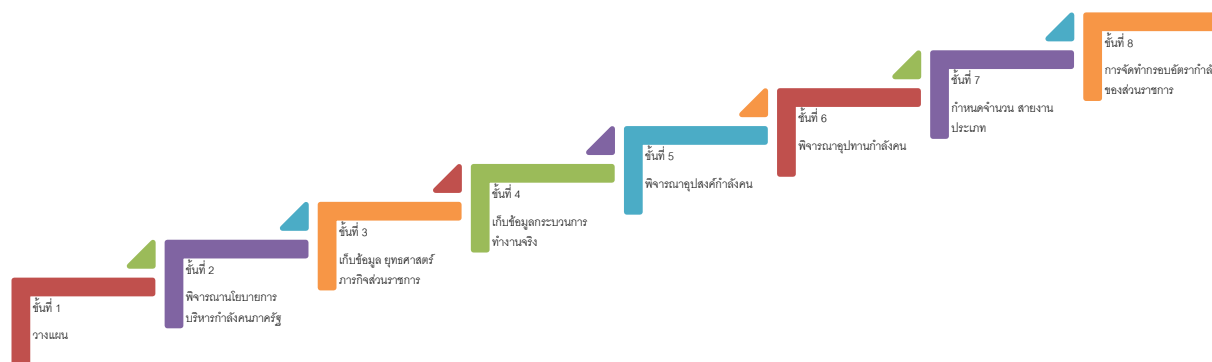 ขั้นที่ 1
วางแผน
ขั้นที่ 2
พิจารณานโยบายการ
บริหารกำลังคนภาครัฐ
ขั้นที่ 3
เก็บข้อมูล ยุทธศาสตร์
ภารกิจส่วนราชการ
ขั้นที่ 4
เก็บข้อมูลกระบวนการ
ทำงานจริง
ขั้นที่ 5
พิจารณาอุปสงค์กำลังคน
ขั้นที่ 6
พิจารณาอุปทานกำลังคน
ขั้นที่ 7
กำหนดจำนวน สายงาน
ประเภท
ขั้นที่ 8
การจัดทำกรอบอัตรากำลั
ของส่วนราชการ